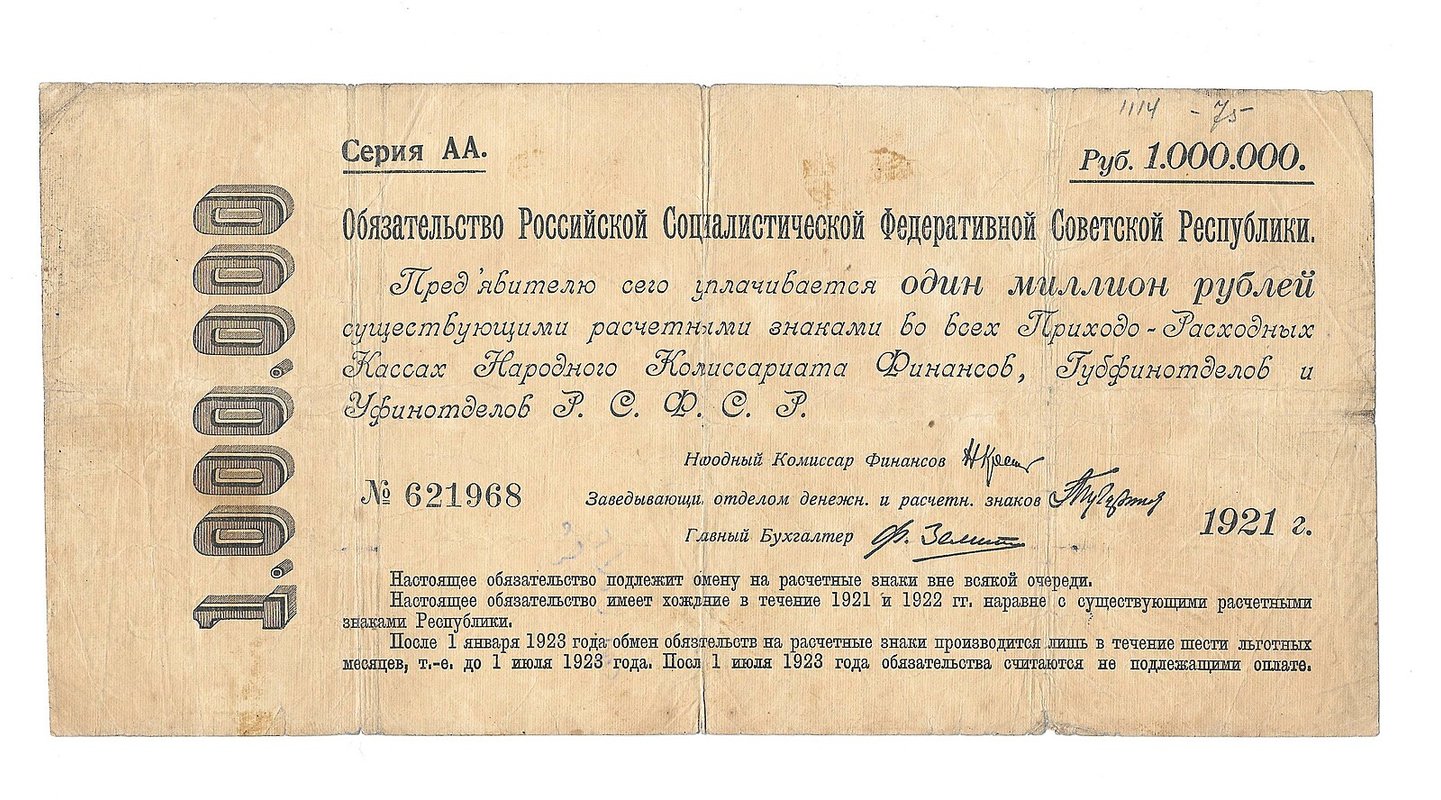 1114 - 75
Серия АА.
Руб. 1.000.000.
1.000.000
Обязательство Российской Социалистической Федеративной Советской Республики.
Пред'явителю сего уплачивается один миллион рублей
существующими расчетными знаками во всех Приходо-Расходных
Кассах Народного Комиссариата Финансов, Губфинотделов и
Уфинотделов Р. С. Ф. С. Р.
Народный Комиссар Финансов
№ 621968
Заведывающи. отделом денежн. и расчетн. знаков
Главный Бухгалтер Ф. Землит
1921 г.
Настоящее обязательство подлежит омену на расчетные знаки вне всякой очереди.
Настоящее обязательство имеет хождние в течение 1921 и 1922 гг. наравне с существующими расчетными
знаками Республики.
После 1 января 1923 года обмен обязтельств на расчетные знаки производится лишь в течение шести льготных
месяцев, т.-е. до 1 июля 1923 года. Посл 1 июля 1923 года обязательства считаются не подлежащими оплате.